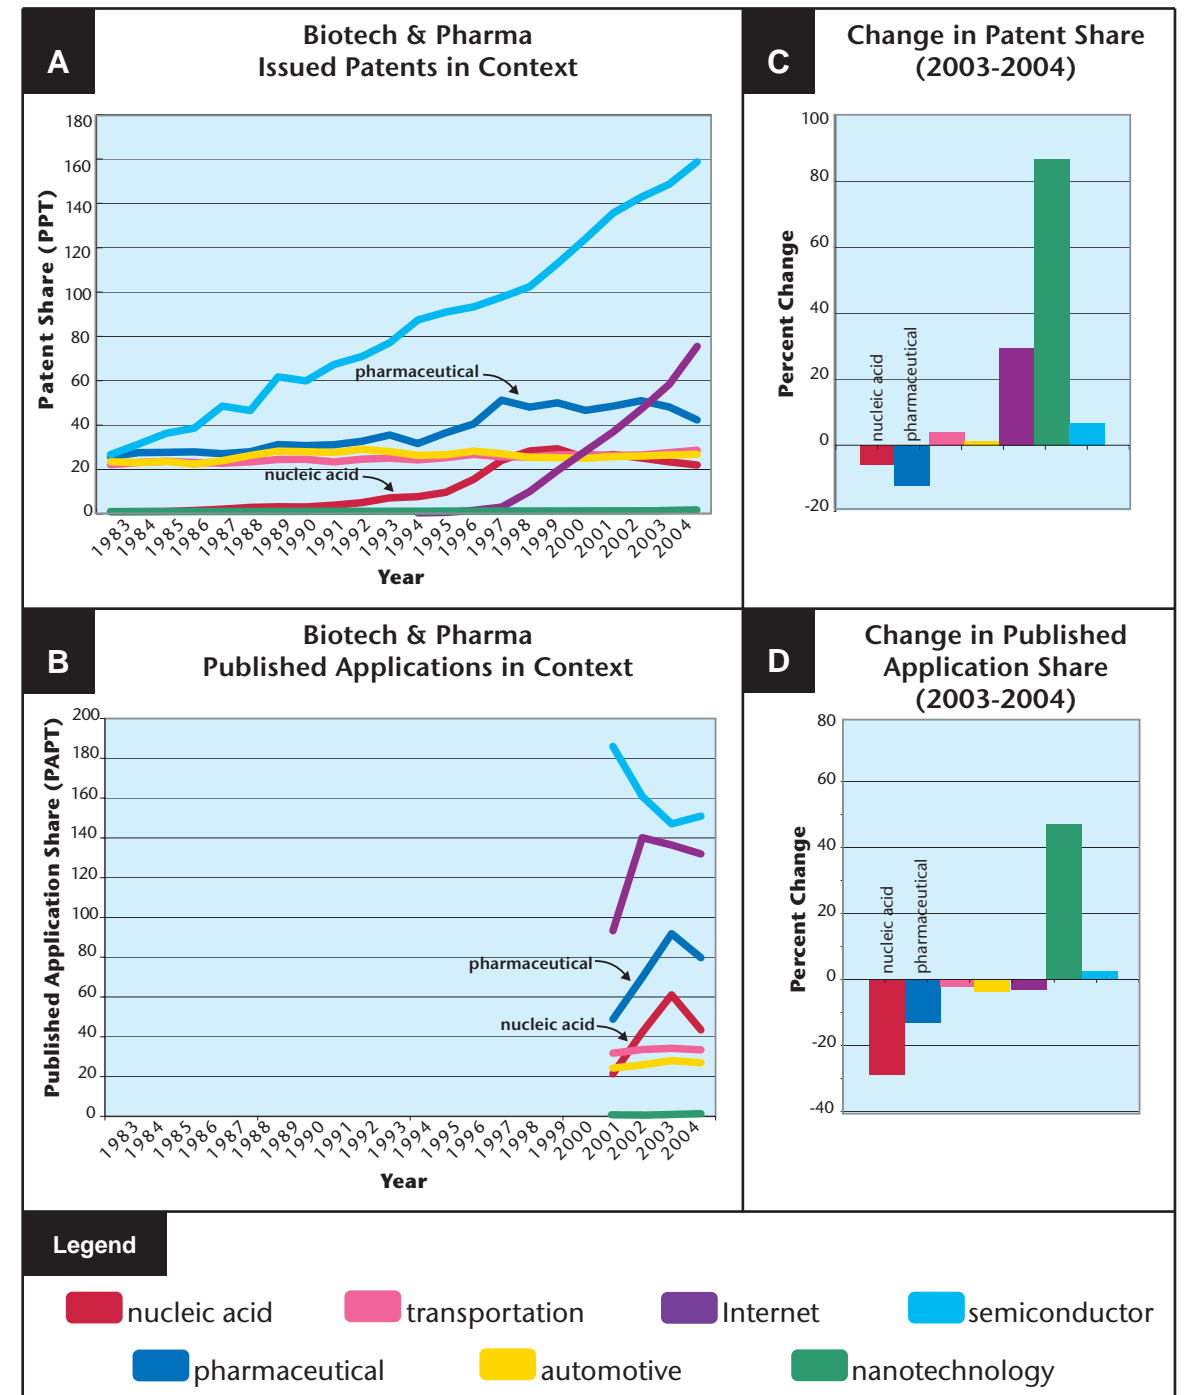 A
Biotech & Pharma
Issued Patents in Context
Patent Share (PPT)
180
160
140
120
100
80
60
40
20
0
pharmaceutical
nucleic acid
1983
1984
1985
1986
1987
1988
1989
1990
1991
1992
1993
1994
1995
1996
1997
1998
1999
2000
2001
2002
2003
2004
Year
C
Change in Patent Share
(2003-2004)
Percent Change
100
80
60
40
20
0
-20
nucleic acid
pharmaceutical
B
Biotech & Pharma
Published Applications in Context
Published Application Share (PAPT)
200
180
160
140
120
100
80
60
40
20
0
pharmaceutical
nucleic acid
1983
1984
1985
1986
1987
1988
1989
1990
1991
1992
1993
1994
1995
1996
1997
1998
1999
2000
2001
2002
2003
2004
Year
D
Change in Published
Application Share
(2003-2004)
Percent Change
80
60
40
20
0
-20
-40
nucleic acid
pharmaceutical
Legend
nucleic acid
transportation
Internet
semiconductor
pharmaceutical
automotive
nanotechnology